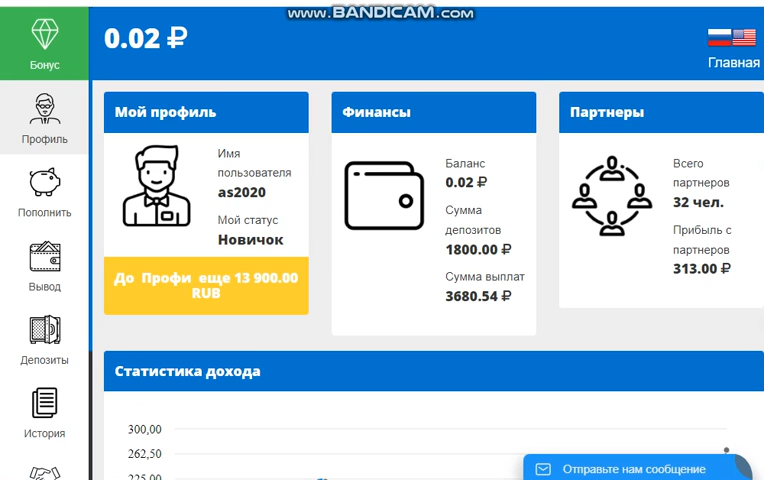 www.BANDICAM.com
0.02 ₽
Главная
Бонус
Профиль
Пополнить
Вывод
Депозиты
История
Мой профиль
Имя
пользователя
as2020
Мой статус
Новичок
До Профи еще 13 900.00
RUB
Финансы
Баланс
0.02 ₽
Сумма
депозитов
1800.00 ₽
Сумма выплат
3680.54 ₽
Партнеры
Всего
партнеров
32 чел.
Прибыль с
партнеров
313.00 ₽
Статистика дохода
300,00
262,50
225,00
Отправьте нам сообщение